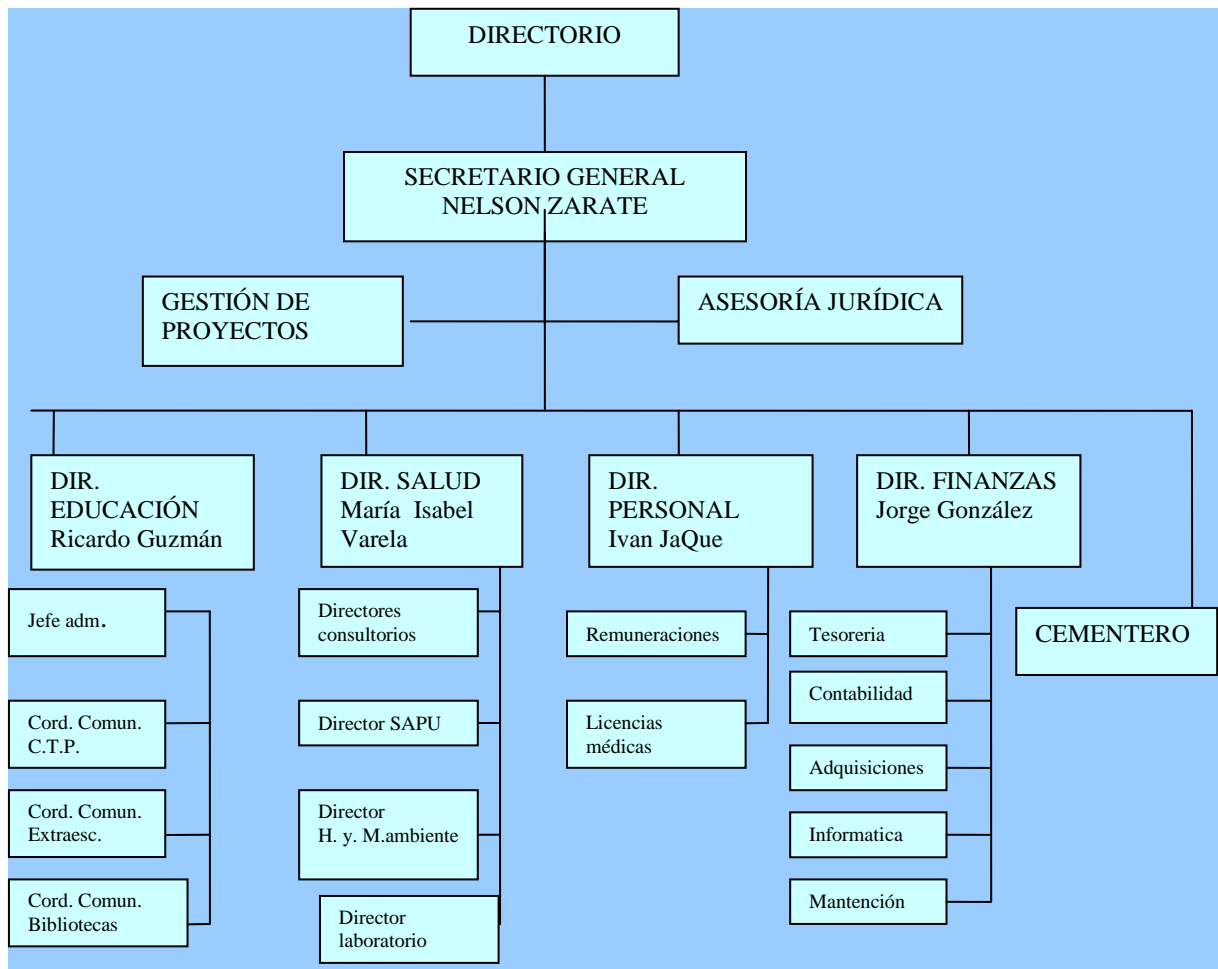 DIRECTORIO
SECRETARIO GENERAL
NELSON ZARATE
GESTIÓN DE
PROYECTOS
ASESORÍA JURÍDICA
DIR.
EDUCACIÓN
Ricardo Guzmán
DIR. SALUD
María Isabel
Varela
DIR.
PERSONAL
Ivan JaQue
DIR. FINANZAS
Jorge González
Jefe adm.
Cord. Comun.
C.T.P.
Cord. Comun.
Extraesc.
Cord. Comun.
Bibliotecas
Directores
consultorios
Director SAPU
Director
H. y. M.ambiente
Director
laboratorio
Remuneraciones
Licencias
médicas
Tesoreria
Contabilidad
Adquisiciones
Informatica
Mantención
CEMENTERO